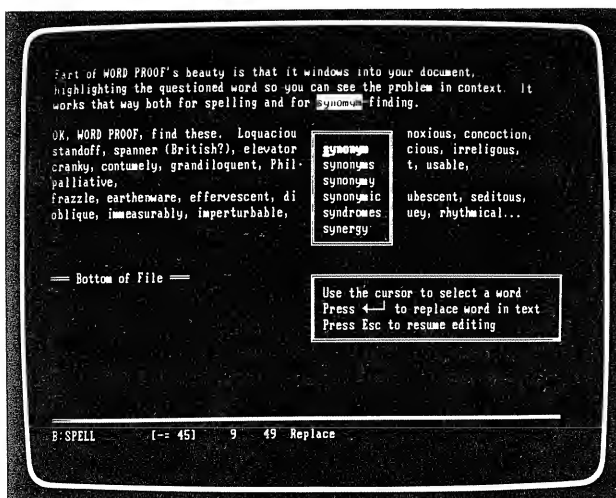 Part of WORD PROOF's beauty is that it windows into your document,
highlighting the questioned word so you can see the problem in context. It
works that way both for spelling and for synomym-finding.
OK, WORD PROOF, find these. Loquaciou noxious, concoction,
standoff, spanner (British?), elevator cious, irreligous,
cranky, contumely, grandiloquent, Phil t, usable,
palliative,
frazzle, earthenware, effervescent, di ubescent, seditous,
oblique, immeasurably, imperturbable, uey, rhythmical...
synonym
synonyms
synonymy
synonymic
syndromes
synergy
== Bottom of File ==
Use the cursor to select a word
Press ←┘ to replace word in text
Press Esc to resume editing
B:SPELL [-= 45] 9 49 Replace